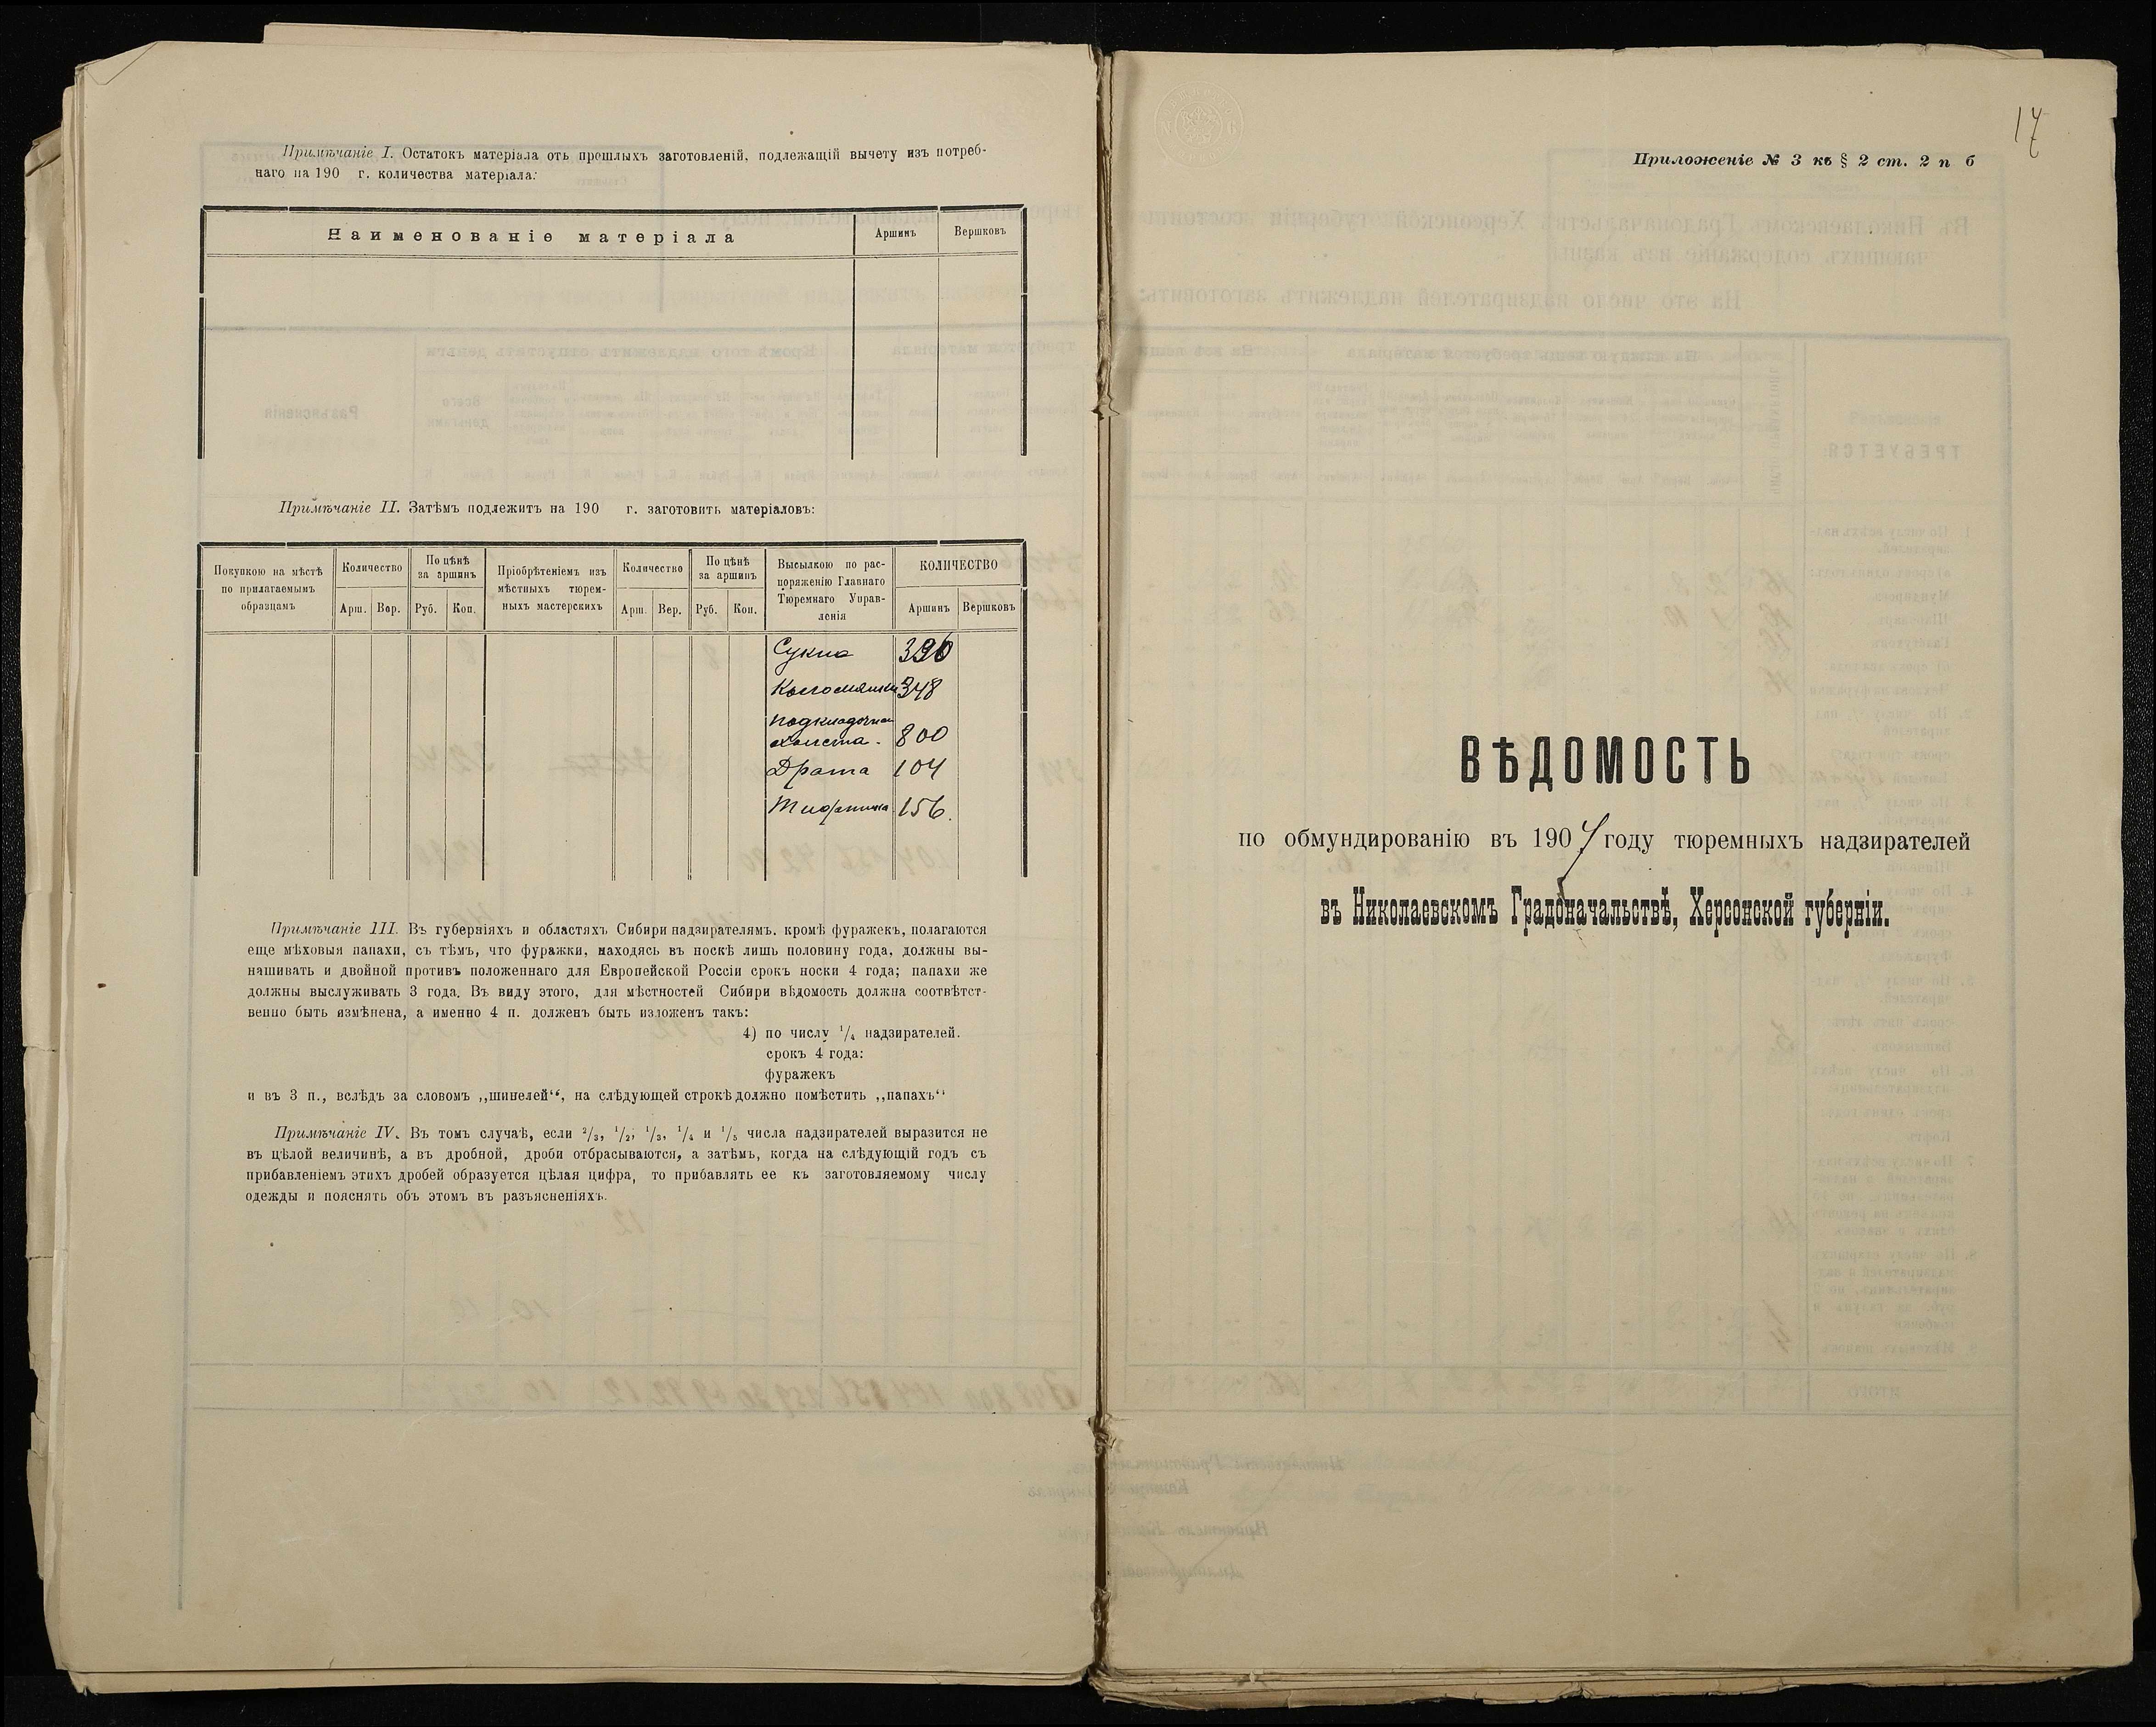 Примѣчаніе I. Остатокъ матеріала отъ прошлыхъ заготовленій, подлежащій вычету изъ потреб-
наго на 190 г. количества матеріала:
Наименованіе матеріала
Аршинъ
Вершковъ
Примѣчаніе II. Затѣмъ подлежитъ на 190 г. заготовить матеріаловъ:
Покупкою на мѣстѣ
по прилагаемымъ
образцамъ
Количество
Арш. Вер.
По цѣнѣ
за аршинъ
Руб. Коп.
Пріобрѣтеніемъ изъ
мѣстныхъ тюрем-
ныхъ мастерскихъ
Количество
Арш. Вер.
По цѣнѣ
за аршинъ
Руб. Коп.
Высылкою по рас-
поряженію Главнаго
Тюремнаго Управ-
ленія
КОЛИЧЕСТВО
Аршинъ Вершковъ
Сукна 396
348
подкладочнаго
холста. 800
104
156.
Примѣчаніе III. Въ губерніяхъ и областяхъ Сибири надзирателямъ, кромѣ фуражекъ, полагаются
еще мѣховыя папахи, съ тѣмъ, что фуражки, находясь въ носкѣ лишь половину года, должны вы-
нашивать и двойной противъ положеннаго для Европейской Россіи срокъ носки 4 года; папахи же
должны выслуживать 3 года. Въ виду этого, для мѣстностей Сибири вѣдомость должна соотвѣтст-
венно быть измѣнена, а именно 4 п. долженъ быть изложенъ такъ:
4) по числу 1/4 надзирателей.
срокъ 4 года:
фуражекъ
и въ 3 п., вслѣдъ за словомъ „шинелей“, на слѣдующей строкѣ должно помѣстить „папахъ“
Примѣчаніе IV. Въ томъ случаѣ, если 2/3, 1/2, 1/3, 1/4 и 1/5 числа надзирателей выразится не
въ цѣлой величинѣ, а въ дробной, дроби отбрасываются, а затѣмъ, когда на слѣдующій годъ съ
прибавленіемъ этихъ дробей образуется цѣлая цифра, то прибавлять ее къ заготовляемому числу
одежды и пояснять объ этомъ въ разъясненіяхъ.
17
Приложеніе № 3 къ § 2 ст. 2 п б
ВѢДОМОСТЬ
по обмундированію въ 190 году тюремныхъ надзирателей
въ Николаевскомъ Градоначальствѣ, Херсонской губерніи.